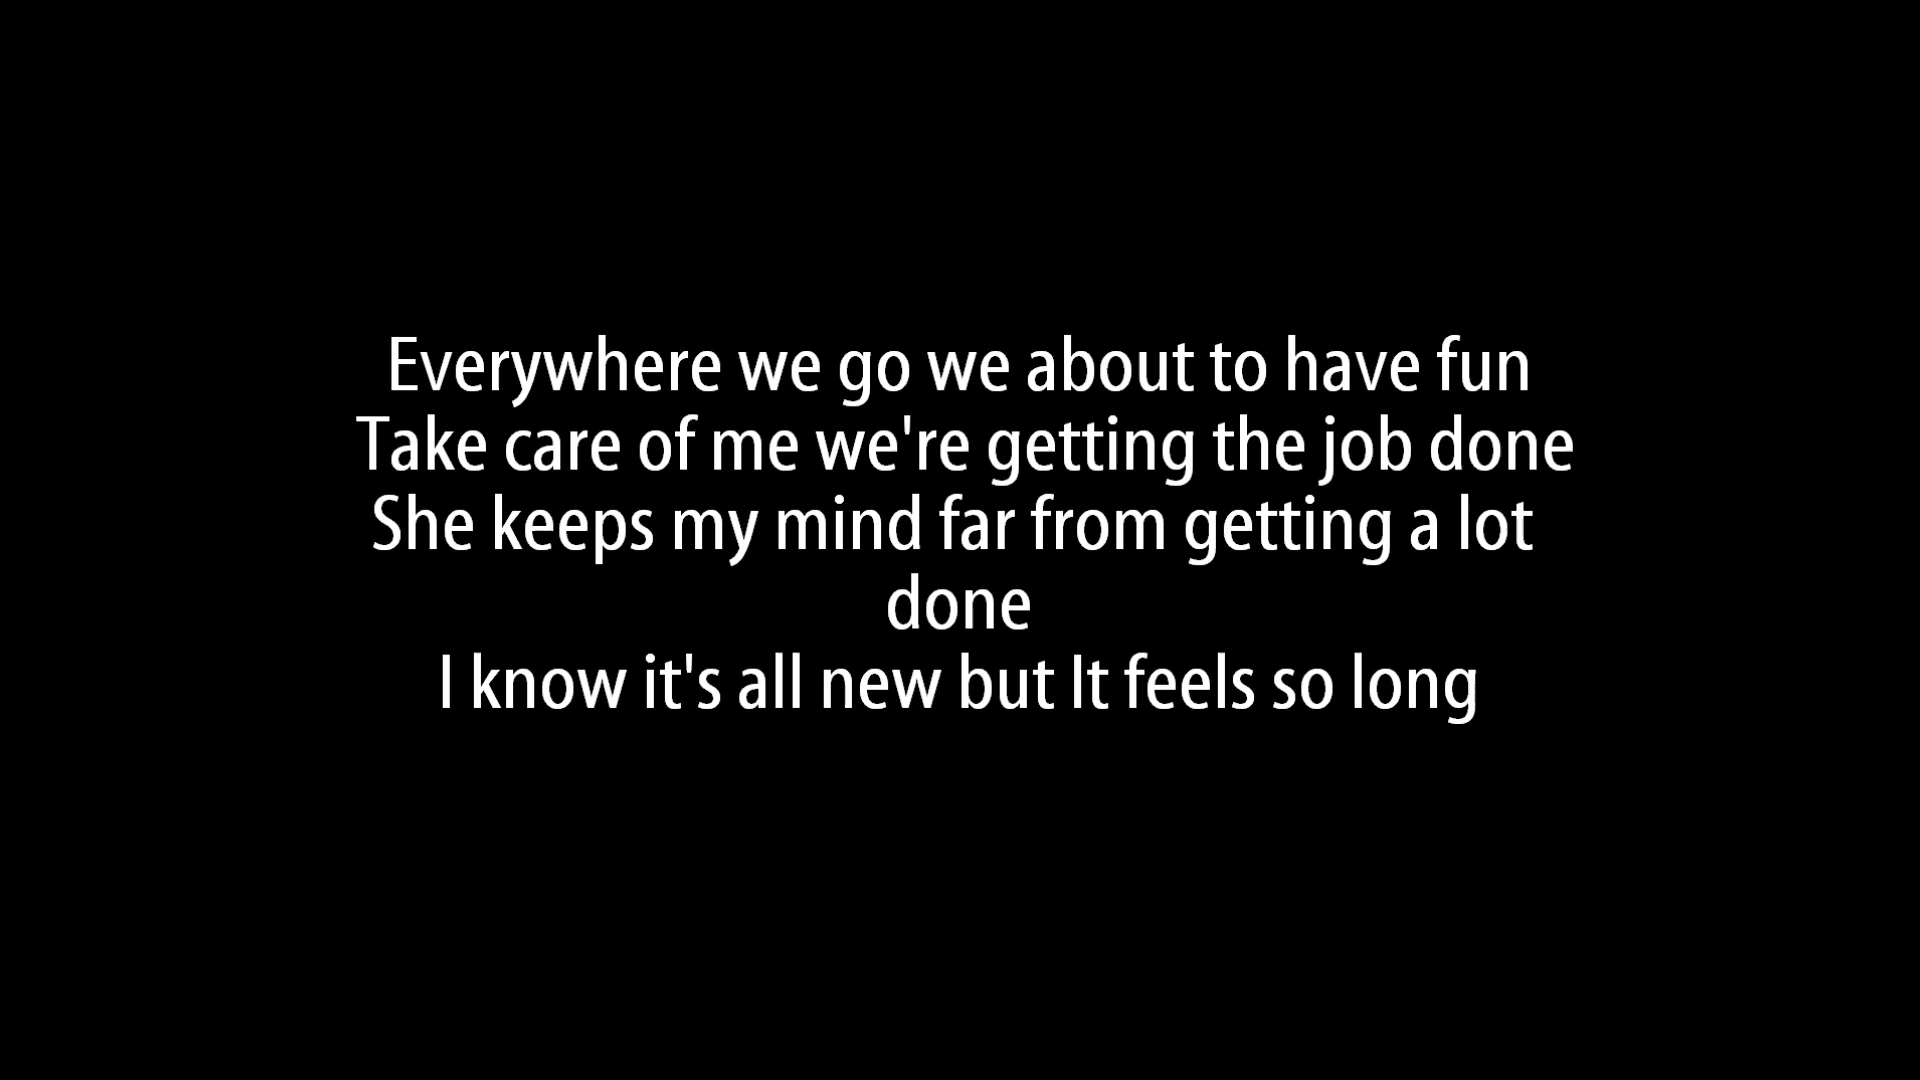 Everywhere we go we about to have fun
Take care of me we're getting the job done
She keeps my mind far from getting a lot
done
I know it's all new but It feels so long